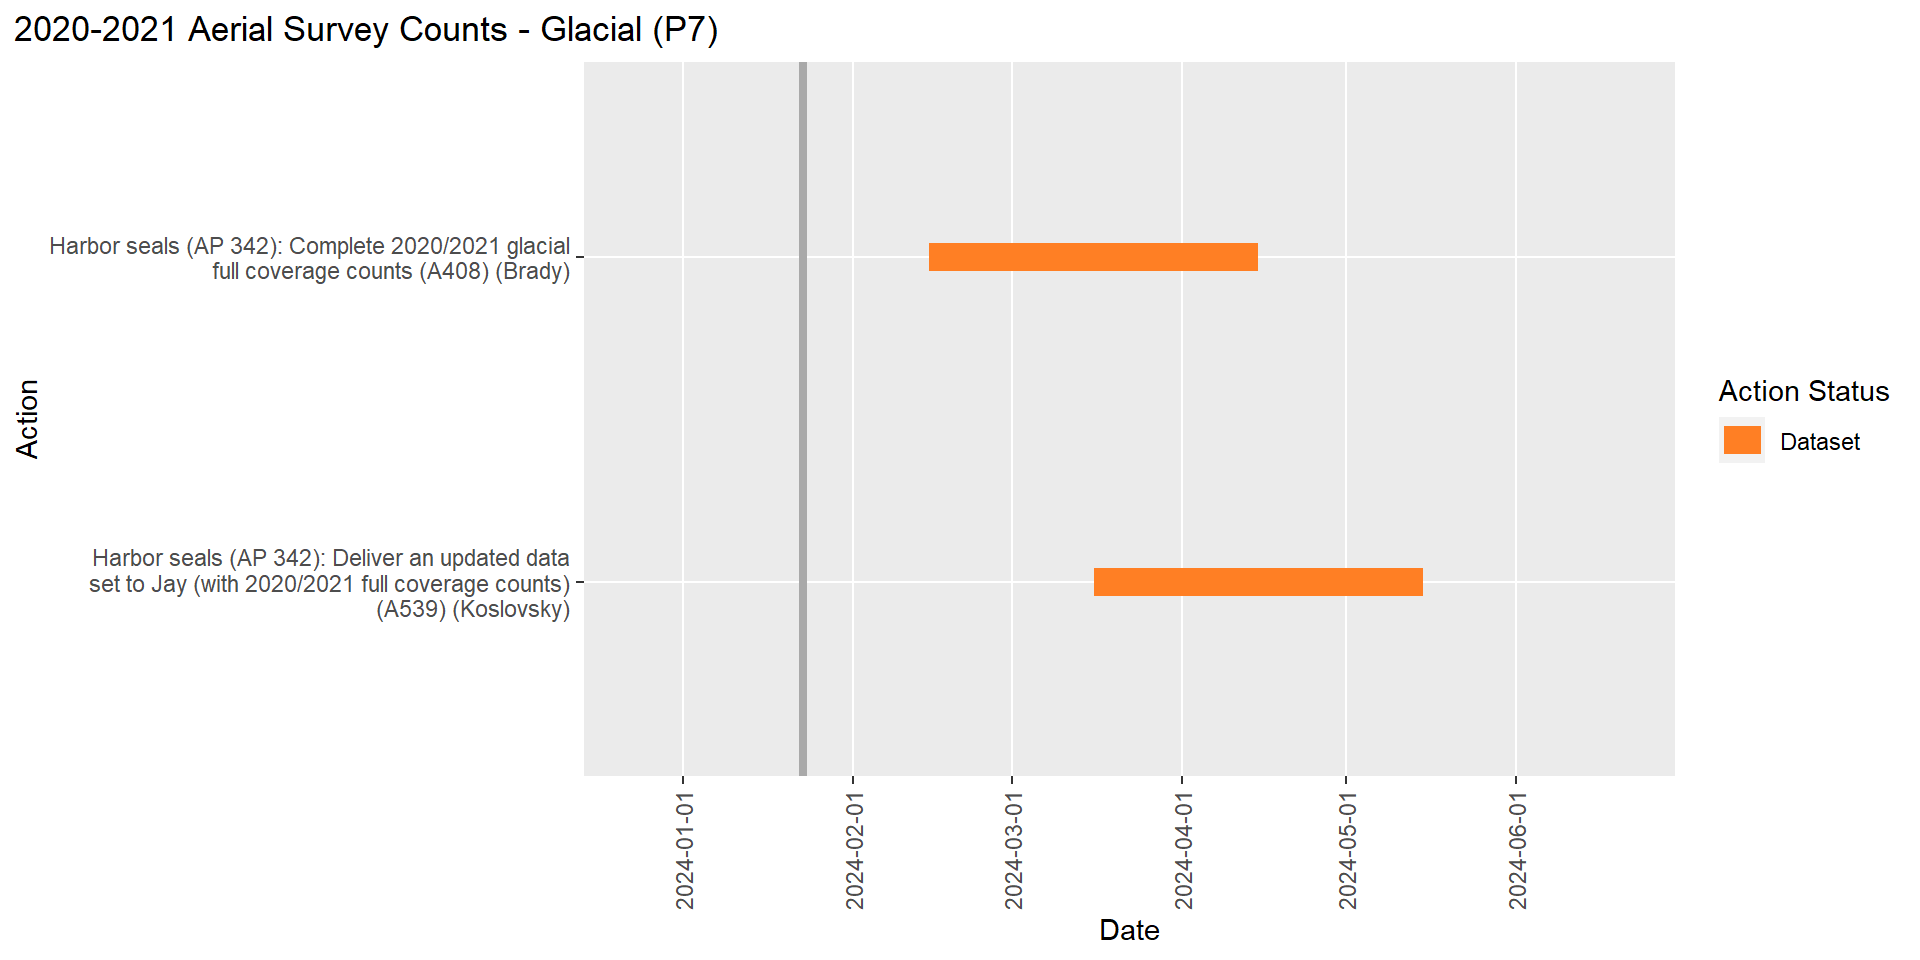 2020-2021 Aerial Survey Counts - Glacial (P7)
Action
Harbor seals (AP 342): Complete 2020/2021 glacial
full coverage counts (A408) (Brady)
Harbor seals (AP 342): Deliver an updated data
set to Jay (with 2020/2021 full coverage counts)
(A539) (Koslovsky)
2024-01-01
2024-02-01
2024-03-01
2024-04-01
2024-05-01
2024-06-01
Date
Action Status
Dataset